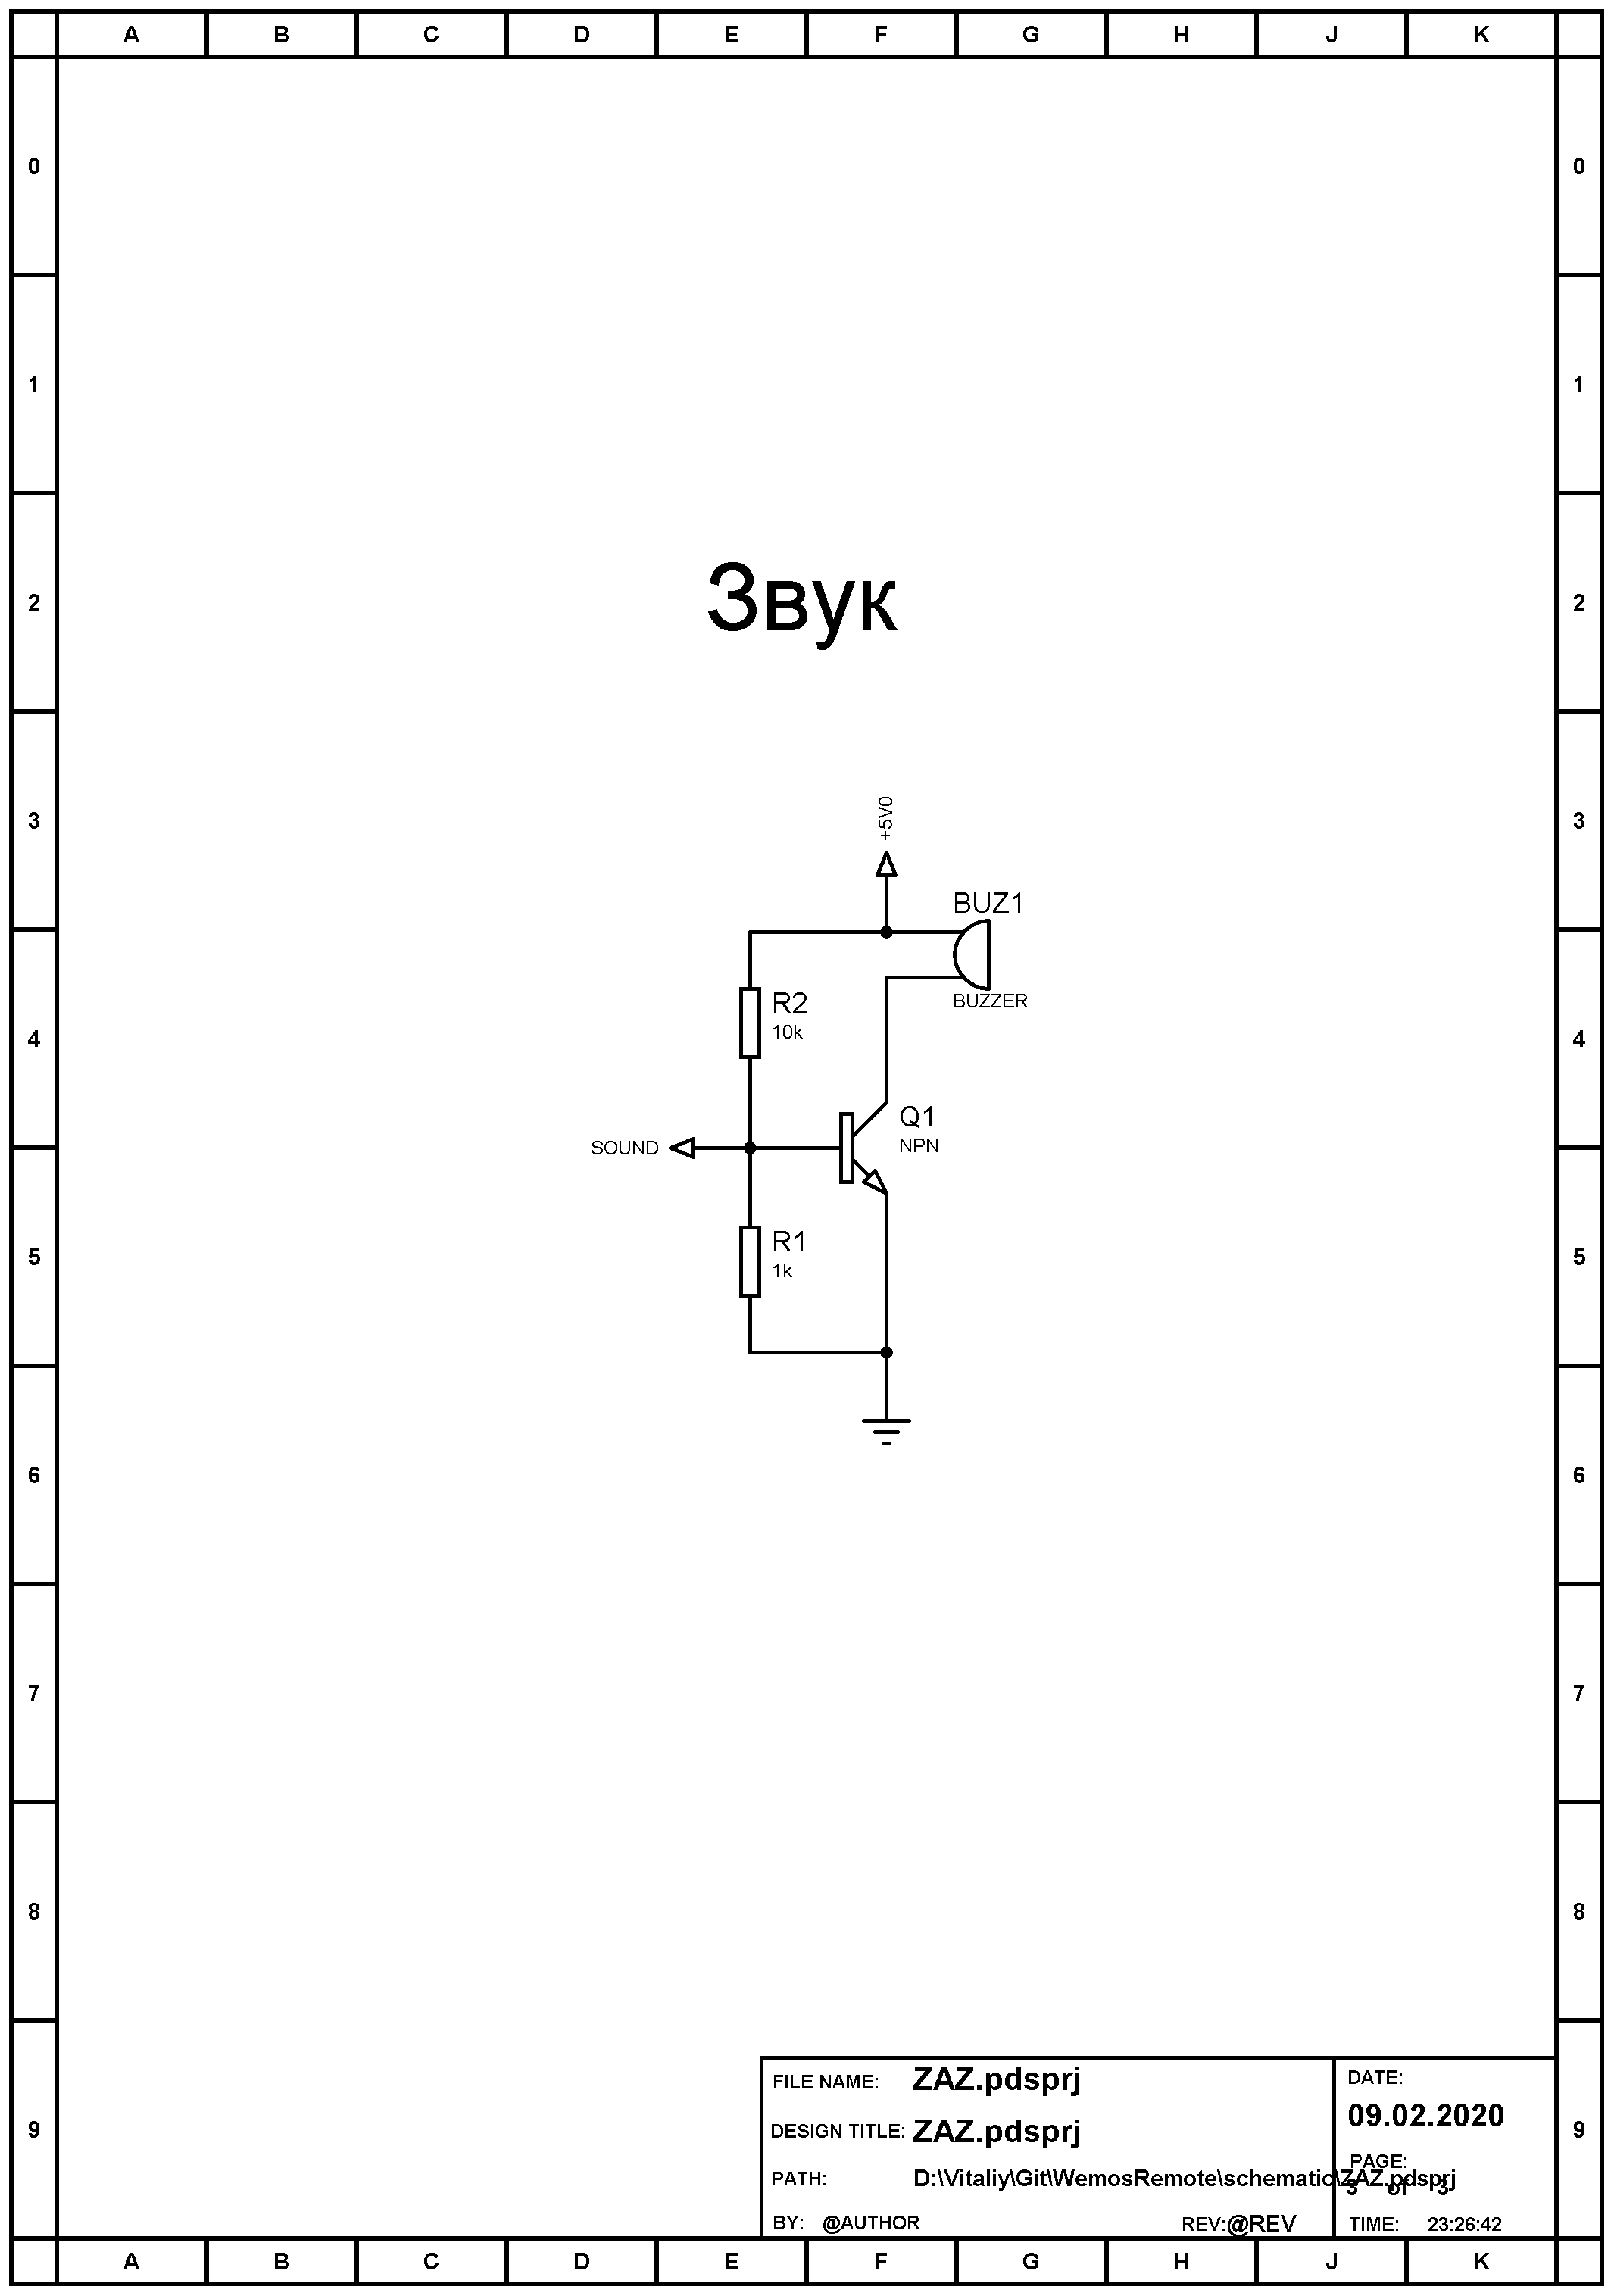 A B C D E F G H J K
0 0
1 1
2 2
Звук
3 3
+5V0
BUZ1
BUZZER
R2
10k
4 4
Q1
NPN
SOUND
R1
1k
5 5
6 6
7 7
8 8
9 9
FILE NAME: ZAZ.pdsprj
DESIGN TITLE: ZAZ.pdsprj
PATH: D:\Vitaliy\Git\WemosRemote\schematic\ZAZ.pdsprj
BY: @AUTHOR
REV:@REV
DATE:
09.02.2020
PAGE:
3 of 3
TIME: 23:26:42
A B C D E F G H J K